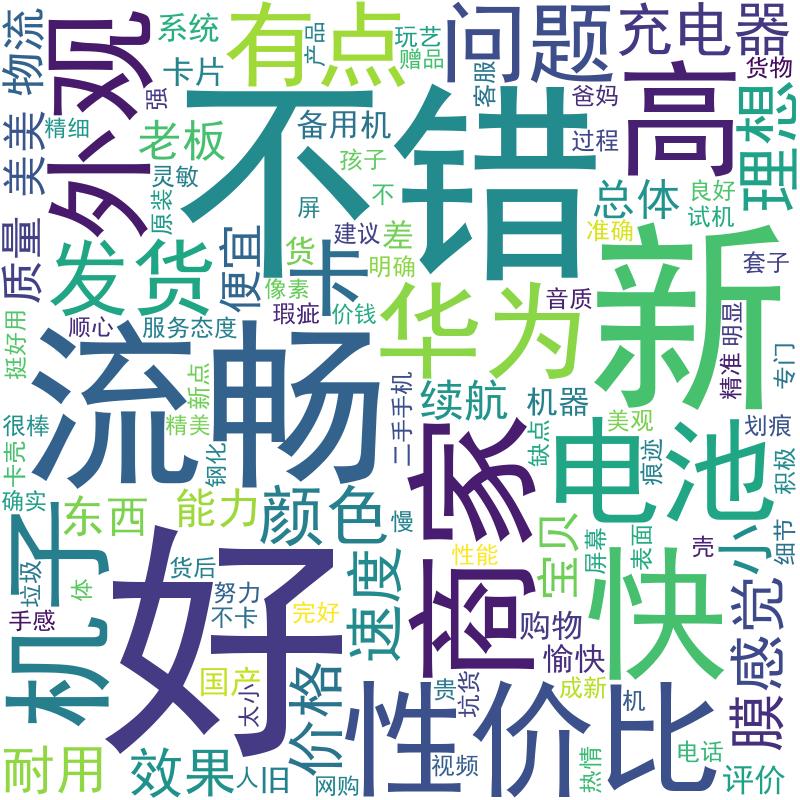 物流
系统
卡片
外观
强
精细
美美
有点
产品
玩艺
赠品
问题
客服
充电器
货物
爸妈
高
理想
不错
备用机
老板
孩子
过程
灵敏
原装
屏
不
总体
良好
试机
质量
发货
便宜
货
卡
建议
差
明确
准确
新
套子
像素
瑕疵
价钱
华为
音质
明显
精准
挺好用
顺心
服务态度
流畅
二手手机
续航
机器
专门
新点
精美
很棒
卡壳
确实
钢化
商家
缺点
美观
电池
痕迹
划痕
积极
东西
能力
颜色
慢
机子
垃圾
体
手感
好
货后
努力
不卡
完好
速度
性能
宝贝
屏幕
表面
壳
小
细节
快
购物
愉快
感觉
膜
国产
太小
价格
性价比
贵
坑货
成新
机
耐用
效果
人
旧
网购
视频
热情
电话
评价